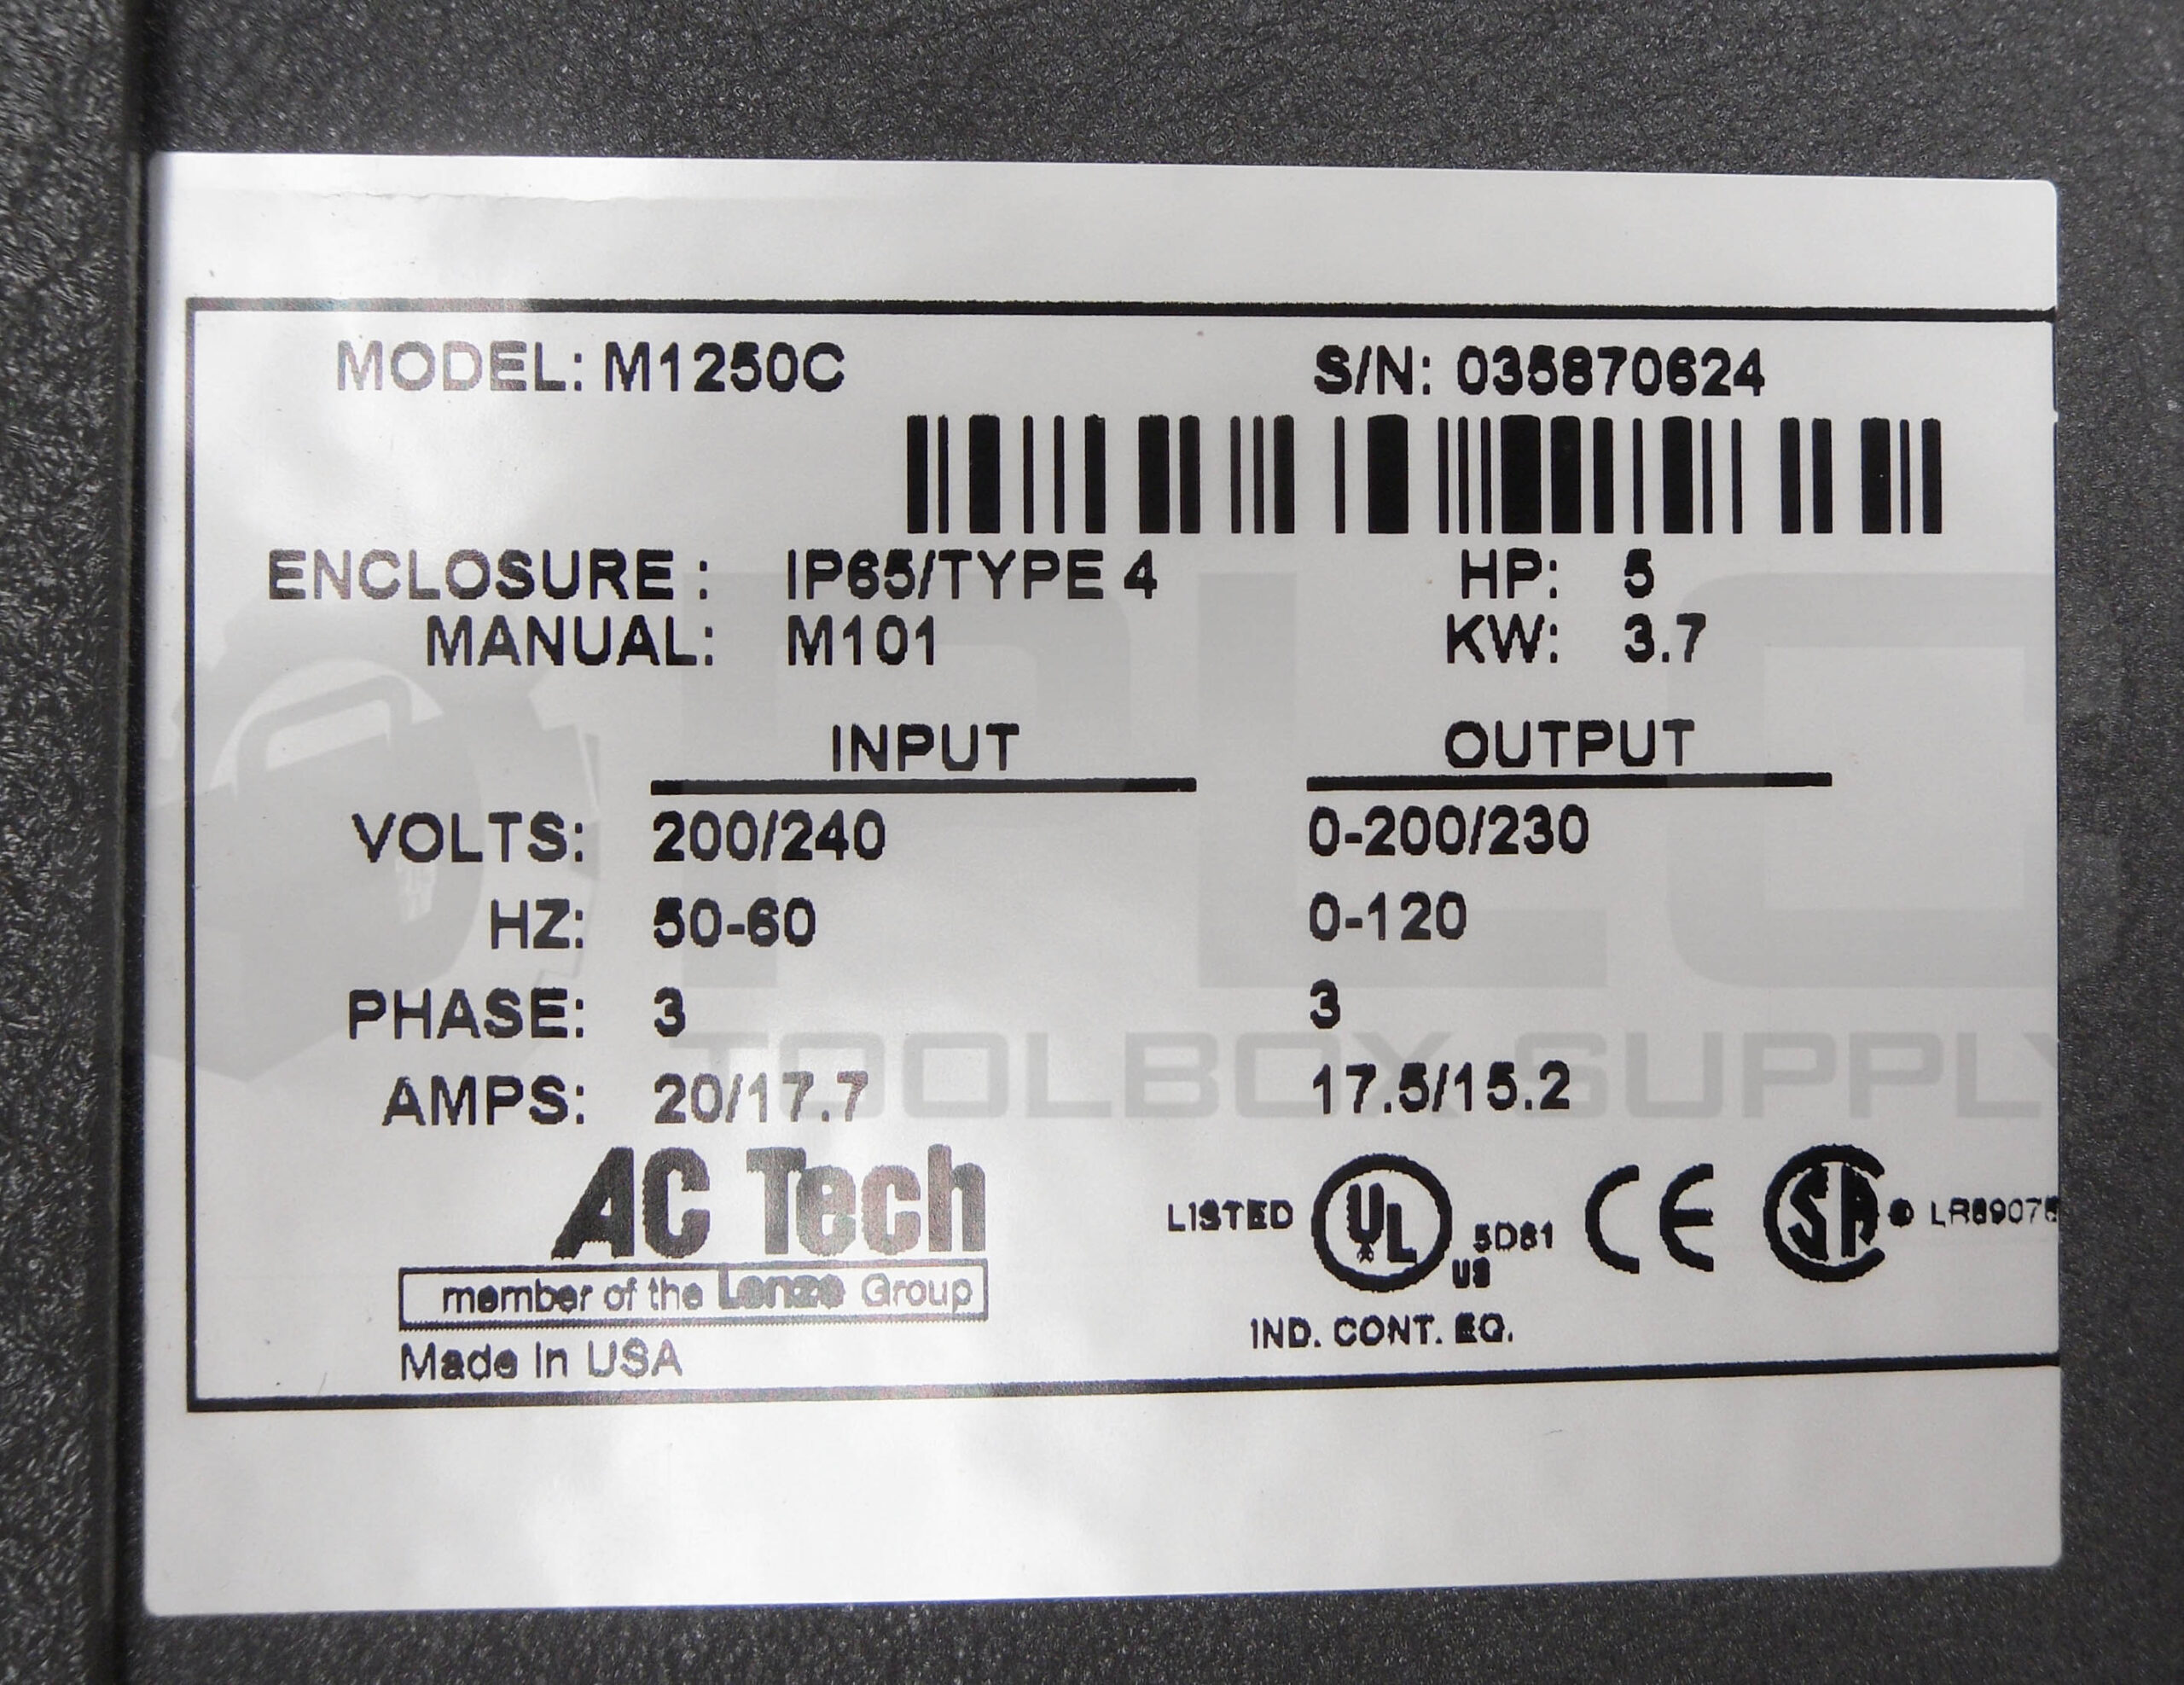 MODEL: M1250C S/N: 035870624
ENCLOSURE : IP65/TYPE 4 HP: 5
MANUAL: M101 KW: 3.7
INPUT OUTPUT
VOLTS: 200/240 0-200/230
HZ: 50-60 0-120
PHASE: 3 3
AMPS: 20/17.7 17.5/15.2
PLC
TOOLBOX SUPPLY
AC Tech
member of the Lenze Group
Made in USA
LISTED UL US 5D81 CE SA
IND. CONT. EQ.